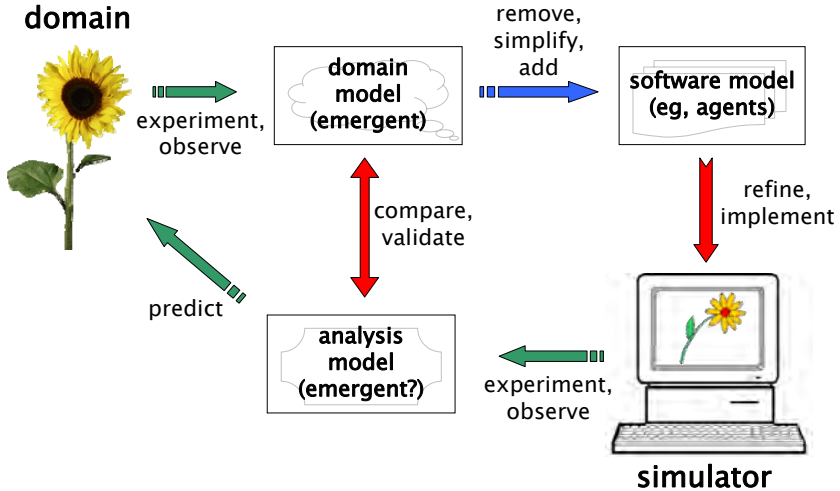 domain
experiment,
observe
domain
model
(emergent)
remove,
simplify,
add
software model
(eg, agents)
refine,
implement
simulator
experiment,
observe
analysis
model
(emergent?)
compare,
validate
predict